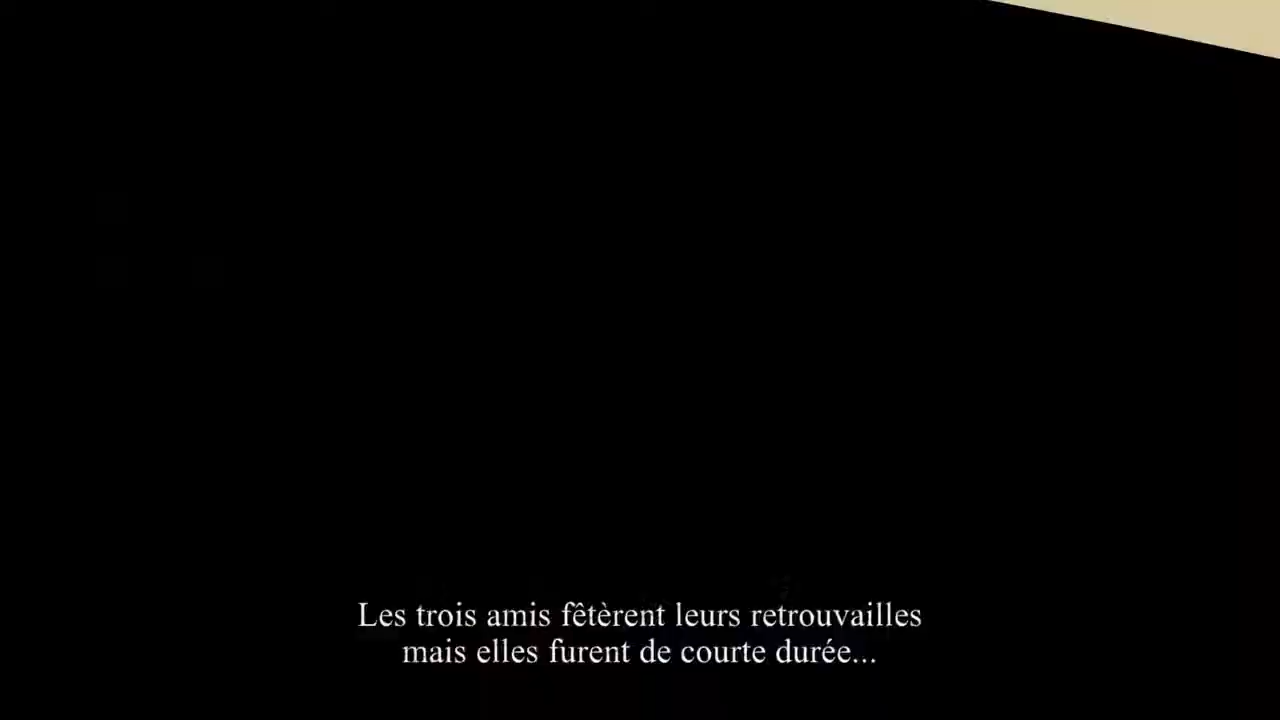 Les trois amis fêtèrent leurs retrouvailles
mais elles furent de courte durée...